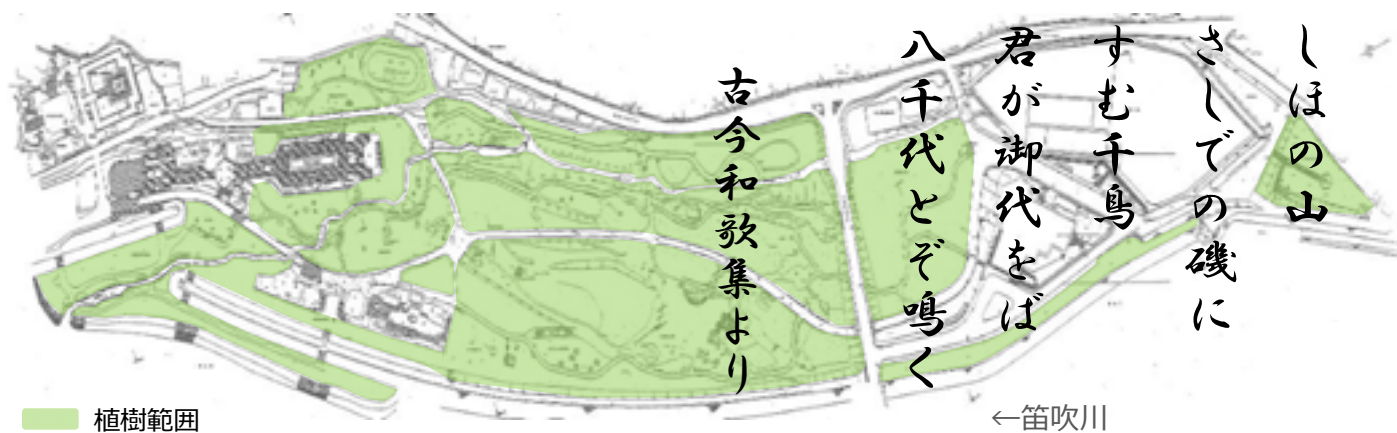 しほの山
さしでの磯に
すむ千鳥
君が御代をば
八千代とぞ鳴く
古今和歌集より
植樹範囲
←笛吹川